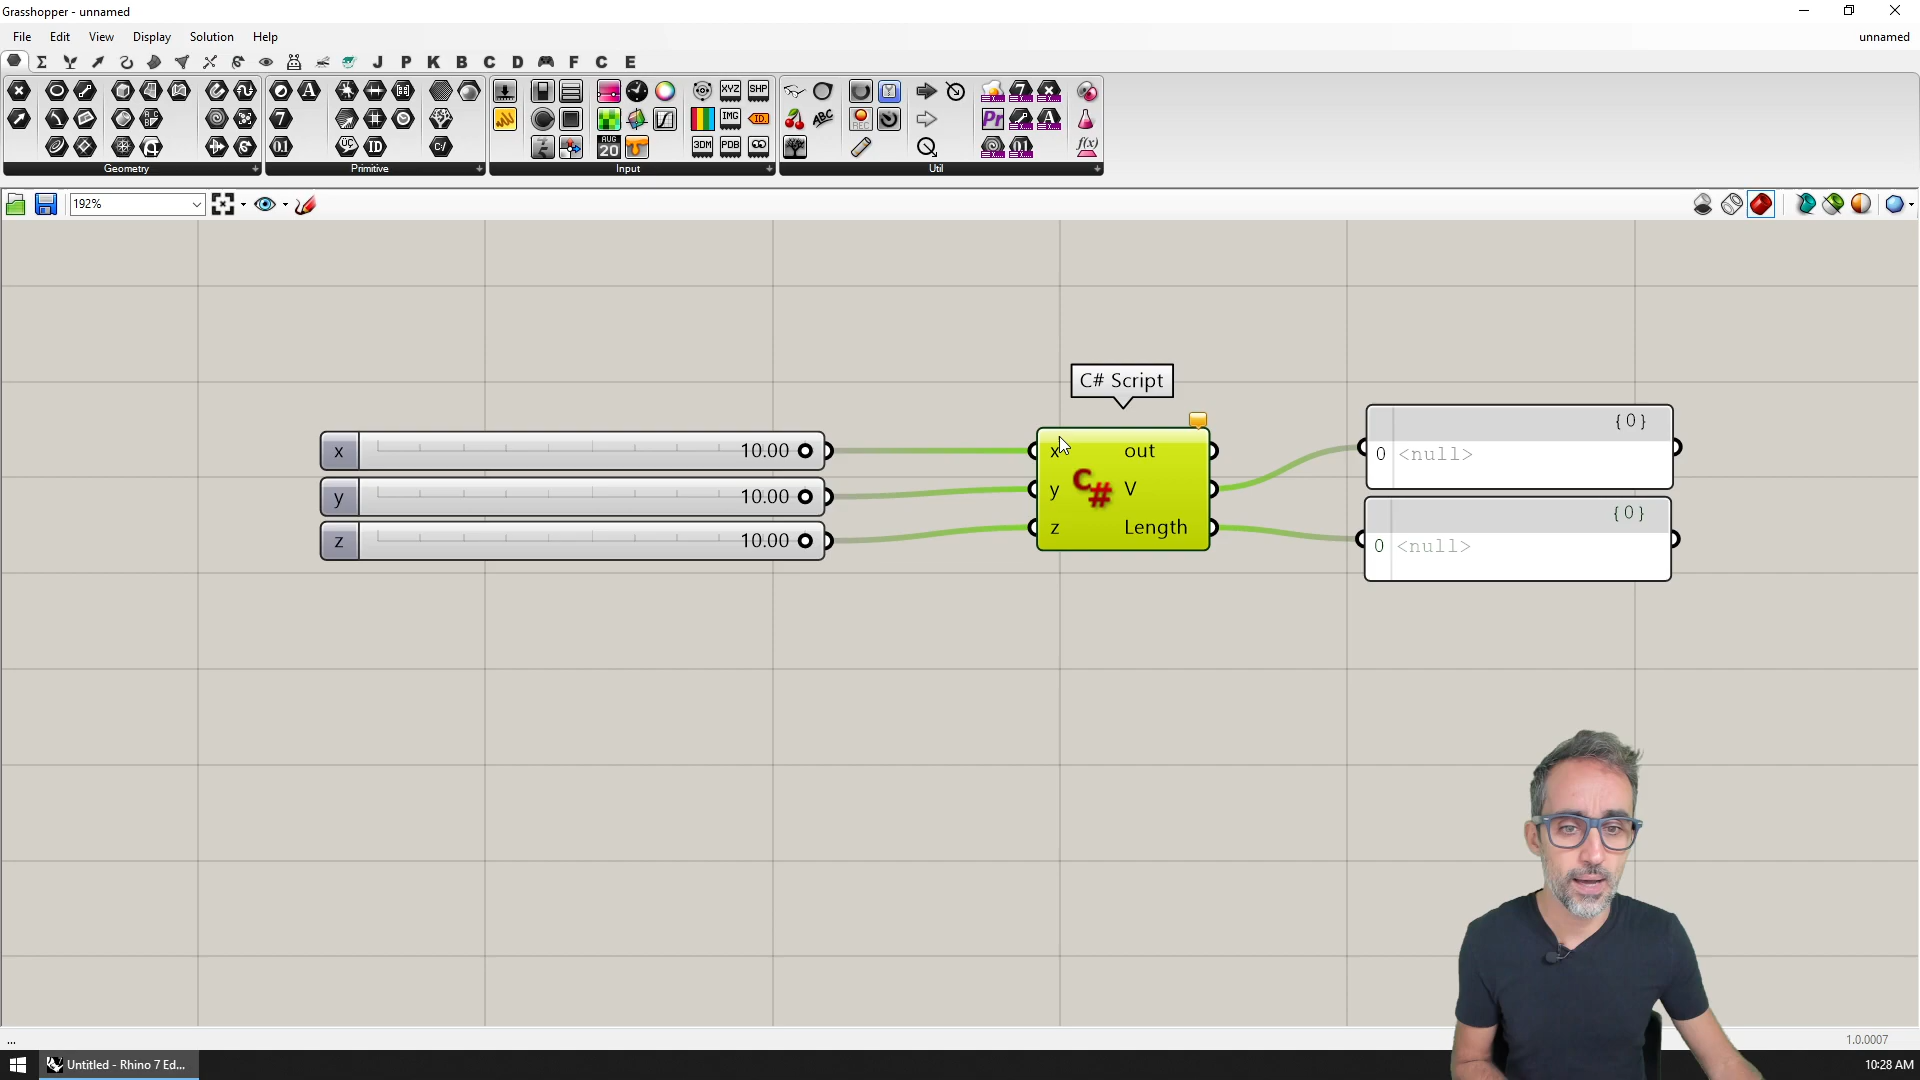 Grasshopper - unnamed
File Edit View Display Solution Help
unnamed
J P K B C D F C E
Geometry
Primitive
Input
Util
192%
x 10.00
y 10.00
z 10.00
C# Script
x out
y C# V
z Length
{0}
0 <null>
{0}
0 <null>
...
1.0.0007
Untitled - Rhino 7 Ed...
10:28 AM